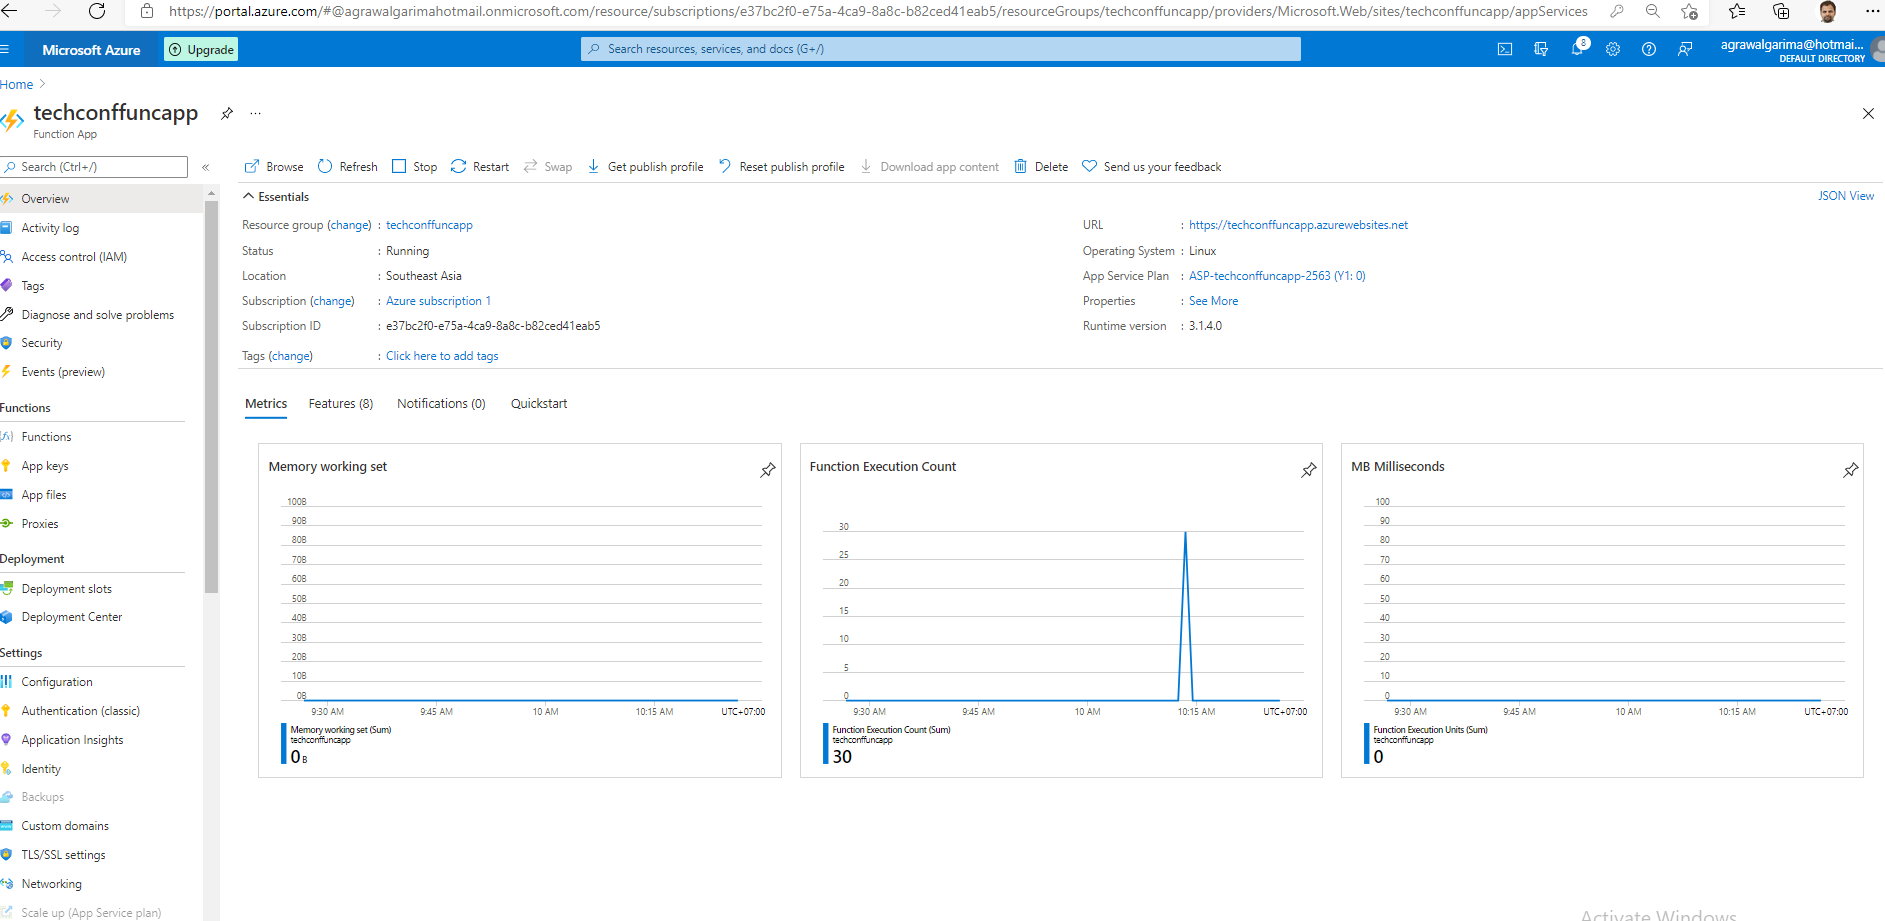 https://portal.azure.com/#@agrawalgarimahotmail.onmicrosoft.com/resource/subscriptions/e37bc2f0-e75a-4ca9-8a8c-b82ced41eab5/resourceGroups/techconffuncapp/providers/Microsoft.Web/sites/techconffuncapp/appServices
Microsoft Azure
Upgrade
Search resources, services, and docs (G+/)
8
agrawalgarima@hotmai...
DEFAULT DIRECTORY
Home
techconffuncapp
Function App
Search (Ctrl+/)
Overview
Activity log
Access control (IAM)
Tags
Diagnose and solve problems
Security
Events (preview)
Functions
Functions
App keys
App files
Proxies
Deployment
Deployment slots
Deployment Center
Settings
Configuration
Authentication (classic)
Application Insights
Identity
Backups
Custom domains
TLS/SSL settings
Networking
Scale up (App Service plan)
Browse Refresh Stop Restart Swap Get publish profile Reset publish profile Download app content Delete Send us your feedback
Essentials
JSON View
Resource group (change) : techconffuncapp
Status : Running
Location : Southeast Asia
Subscription (change) : Azure subscription 1
Subscription ID : e37bc2f0-e75a-4ca9-8a8c-b82ced41eab5
Tags (change) : Click here to add tags
URL : https://techconffuncapp.azurewebsites.net
Operating System : Linux
App Service Plan : ASP-techconffuncapp-2563 (Y1: 0)
Properties : See More
Runtime version : 3.1.4.0
Metrics Features (8) Notifications (0) Quickstart
Memory working set
100B
90B
80B
70B
60B
50B
40B
30B
20B
10B
0B
9:30 AM 9:45 AM 10 AM 10:15 AM UTC+07:00
Memory working set (Sum)
techconffuncapp
0 B
Function Execution Count
30
25
20
15
10
5
0
9:30 AM 9:45 AM 10 AM 10:15 AM UTC+07:00
Function Execution Count (Sum)
techconffuncapp
30
MB Milliseconds
100
90
80
70
60
50
40
30
20
10
0
9:30 AM 9:45 AM 10 AM 10:15 AM UTC+07:00
Function Execution Units (Sum)
techconffuncapp
0
Activate Windows